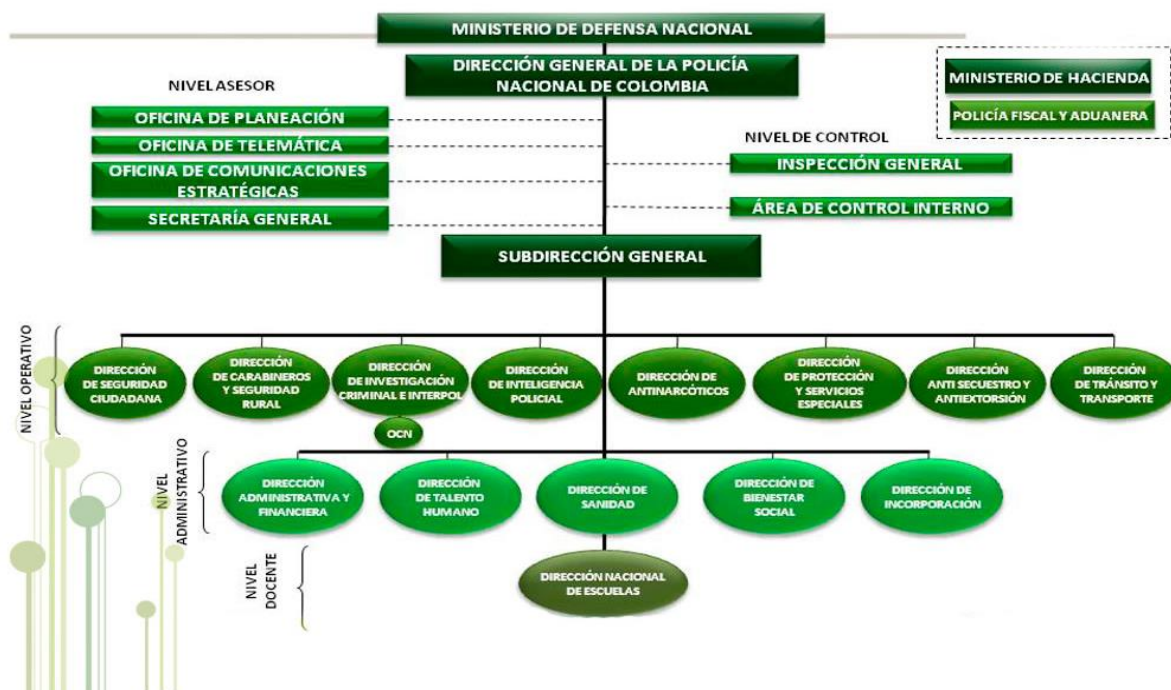 MINISTERIO DE DEFENSA NACIONAL
DIRECCIÓN GENERAL DE LA POLICÍA
NACIONAL DE COLOMBIA
MINISTERIO DE HACIENDA
POLICÍA FISCAL Y ADUANERA
NIVEL ASESOR
OFICINA DE PLANEACIÓN
OFICINA DE TELEMÁTICA
OFICINA DE COMUNICACIONES
ESTRATÉGICAS
SECRETARÍA GENERAL
NIVEL DE CONTROL
INSPECCIÓN GENERAL
ÁREA DE CONTROL INTERNO
SUBDIRECCIÓN GENERAL
NIVEL OPERATIVO
DIRECCIÓN
DE SEGURIDAD
CIUDADANA
DIRECCIÓN
DE CARABINEROS
Y SEGURIDAD
RURAL
DIRECCIÓN
DE INVESTIGACIÓN
CRIMINAL E INTERPOL
OCN
DIRECCIÓN
DE INTELIGENCIA
POLICIAL
DIRECCIÓN DE
ANTINARCÓTICOS
DIRECCIÓN
DE PROTECCIÓN
Y SERVICIOS
ESPECIALES
DIRECCIÓN
ANTI SECUESTRO Y
ANTIEXTORSIÓN
DIRECCIÓN
DE TRÁNSITO Y
TRANSPORTE
NIVEL
ADMINISTRATIVO
DIRECCIÓN
ADMINISTRATIVA Y
FINANCIERA
DIRECCIÓN
DE TALENTO
HUMANO
DIRECCIÓN DE
SANIDAD
DIRECCIÓN DE
BIENESTAR
SOCIAL
DIRECCIÓN DE
INCORPORACIÓN
NIVEL
DOCENTE
DIRECCIÓN NACIONAL
DE ESCUELAS